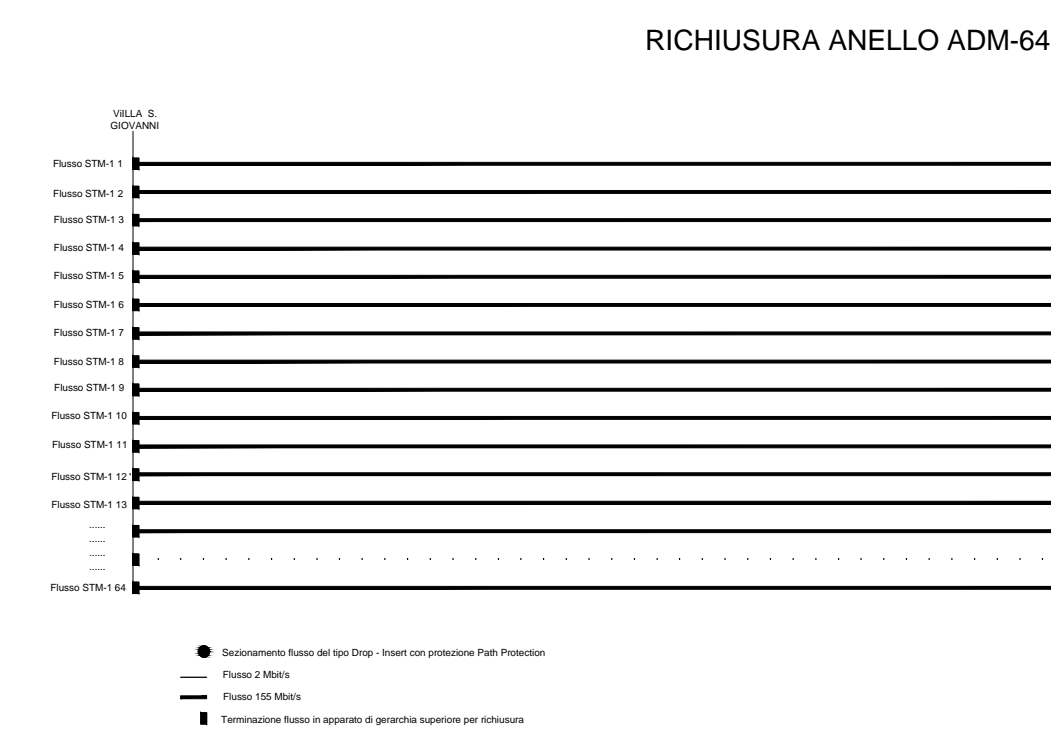 RICHIUSURA ANELLO ADM-64
ViILLA S.
GIOVANNI
Flusso STM-1 1
Flusso STM-1 2
Flusso STM-1 3
Flusso STM-1 4
Flusso STM-1 5
Flusso STM-1 6
Flusso STM-1 7
Flusso STM-1 8
Flusso STM-1 9
Flusso STM-1 10
Flusso STM-1 11
Flusso STM-1 12
Flusso STM-1 13
......
......
......
......
Flusso STM-1 64
Sezionamento flusso del tipo Drop - Insert con protezione Path Protection
Flusso 2 Mbit/s
Flusso 155 Mbit/s
Terminazione flusso in apparato di gerarchia superiore per richiusura